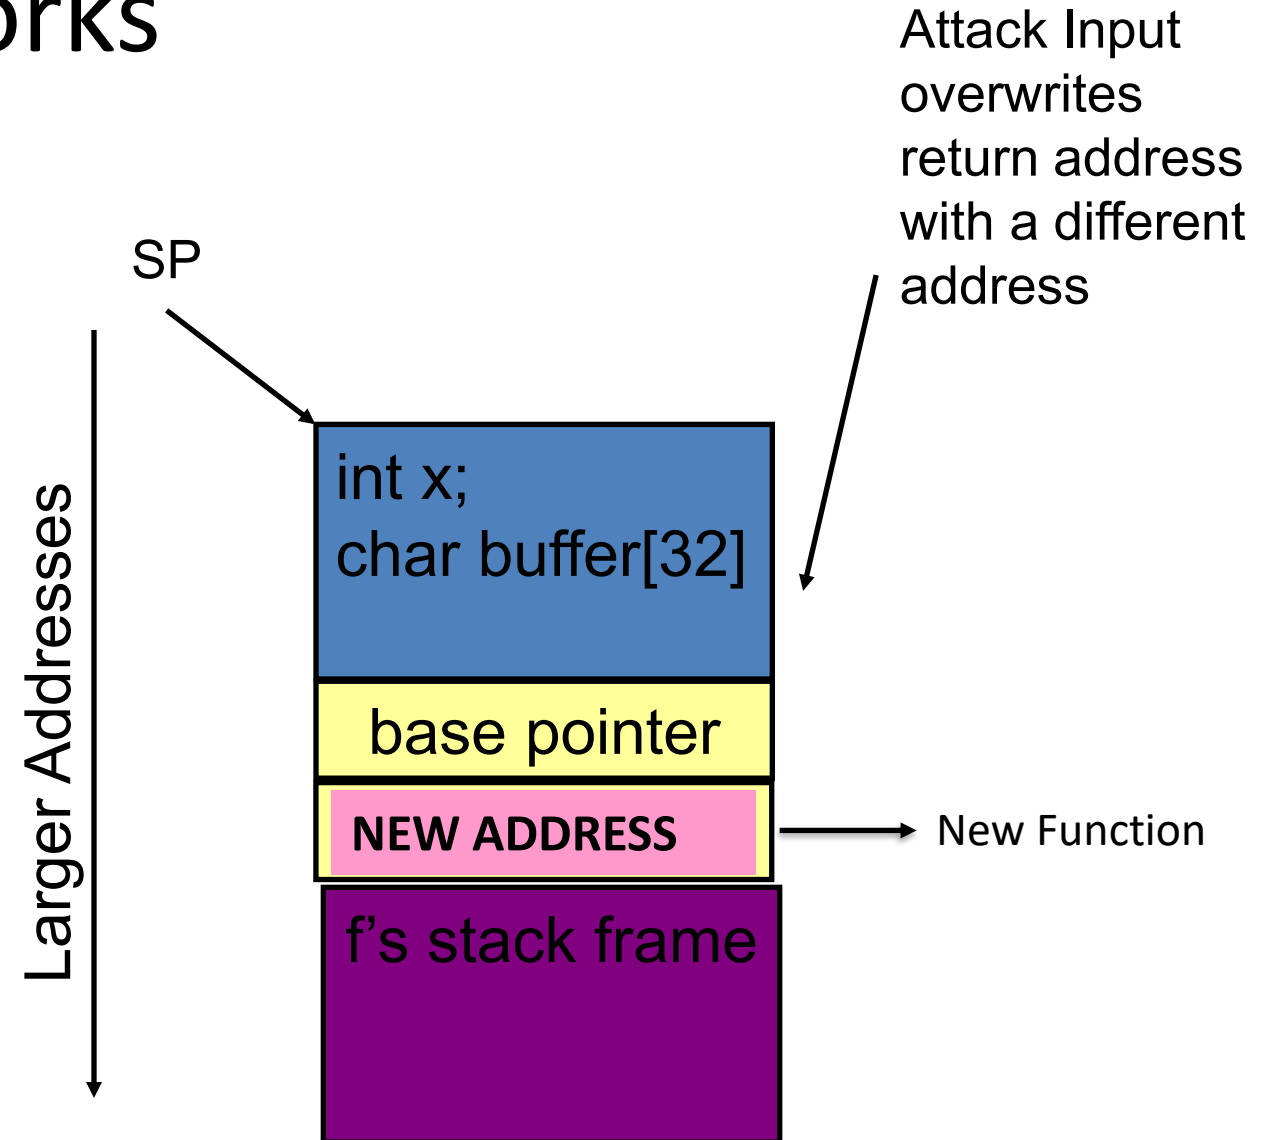 Attack Input
overwrites
return address
with a different
address
SP
Larger Addresses
int x;
char buffer[32]
base pointer
NEW ADDRESS
New Function
f’s stack frame